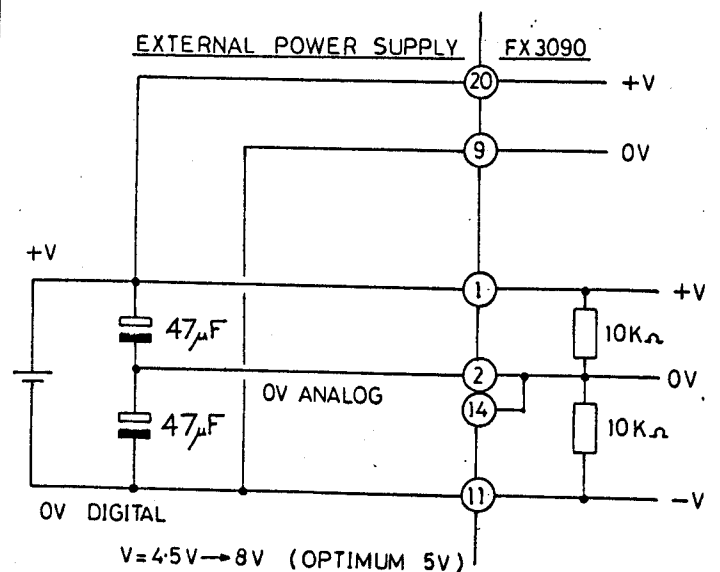 EXTERNAL POWER SUPPLY
FX3090
20
+V
9
0V
+V
1
+V
47µF
10KΩ
2
0V
0V ANALOG
14
47µF
10KΩ
11
-V
0V DIGITAL
V=4·5V→8V (OPTIMUM 5V)